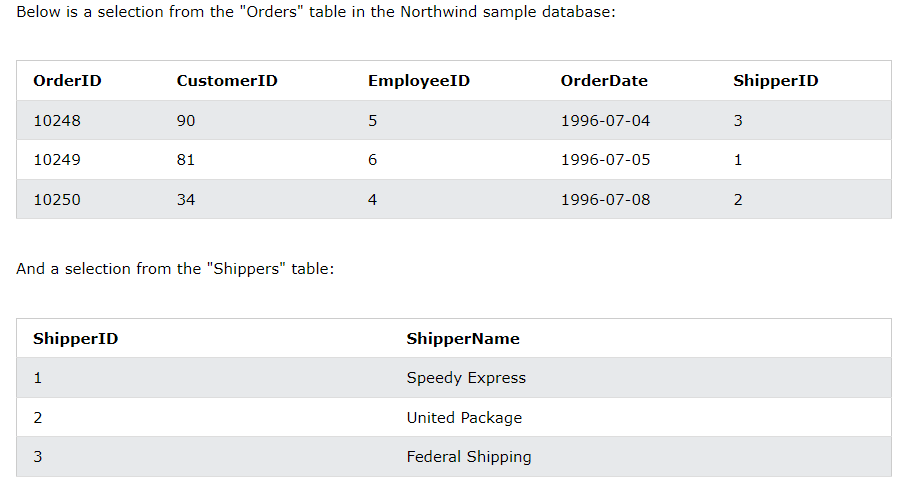 Below is a selection from the "Orders" table in the Northwind sample database:
OrderID CustomerID EmployeeID OrderDate ShipperID
10248 90 5 1996-07-04 3
10249 81 6 1996-07-05 1
10250 34 4 1996-07-08 2
And a selection from the "Shippers" table:
ShipperID ShipperName
1 Speedy Express
2 United Package
3 Federal Shipping